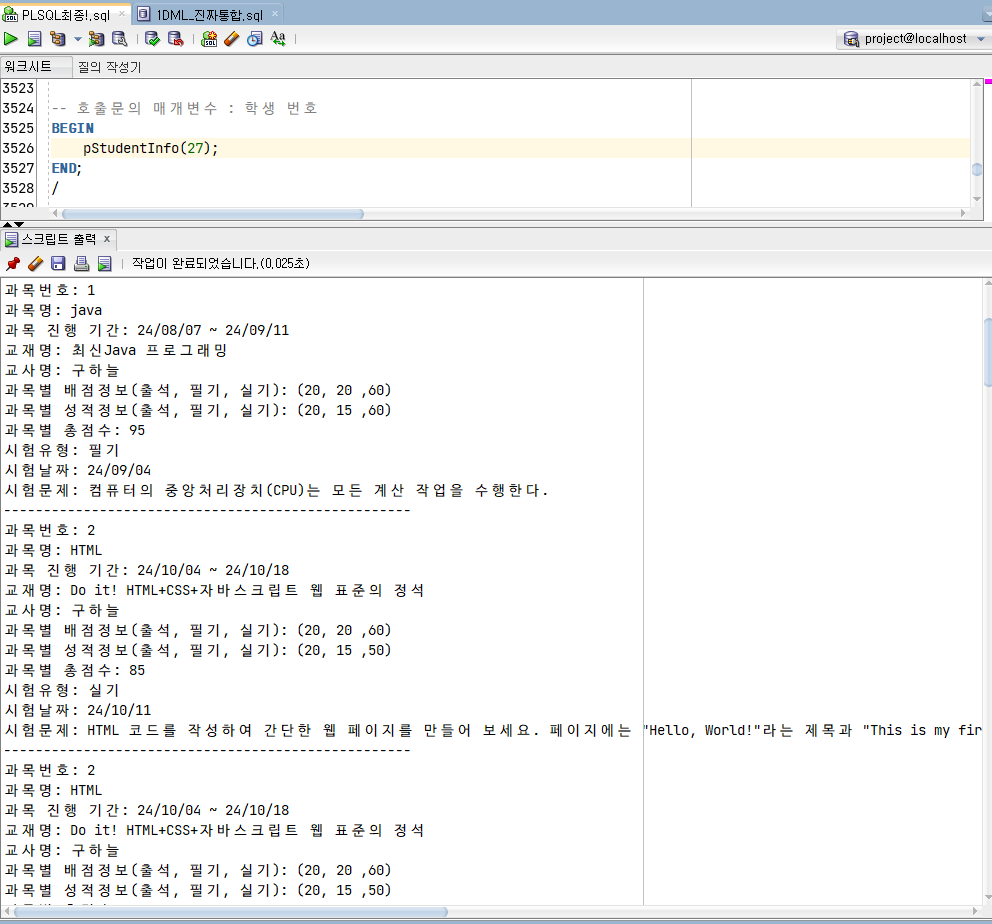 PLSQL최종!,sql × 1DML_진짜통합,sql ×
project@localhost
워크시트 질의 작성기
3523
3524 -- 호출문의 매개변수 : 학생 번호
3525 BEGIN
3526 pStudentInfo(27);
3527 END;
3528 /
스크립트 출력 ×
작업이 완료되었습니다,(0,025초)
과목번호: 1
과목명: java
과목 진행 기간: 24/08/07 ~ 24/09/11
교재명: 최신Java 프로그래밍
교사명: 구하늘
과목별 배점정보(출석, 필기, 실기): (20, 20 ,60)
과목별 성적정보(출석, 필기, 실기): (20, 15 ,60)
과목별 총점수: 95
시험유형: 필기
시험날짜: 24/09/04
시험문제: 컴퓨터의 중앙처리장치(CPU)는 모든 계산 작업을 수행한다.
----------------------------------------------------
과목번호: 2
과목명: HTML
과목 진행 기간: 24/10/04 ~ 24/10/18
교재명: Do it! HTML+CSS+자바스크립트 웹 표준의 정석
교사명: 구하늘
과목별 배점정보(출석, 필기, 실기): (20, 20 ,60)
과목별 성적정보(출석, 필기, 실기): (20, 15 ,50)
과목별 총점수: 85
시험유형: 실기
시험날짜: 24/10/11
시험문제: HTML 코드를 작성하여 간단한 웹 페이지를 만들어 보세요. 페이지에는 "Hello, World!"라는 제목과 "This is my fir
----------------------------------------------------
과목번호: 2
과목명: HTML
과목 진행 기간: 24/10/04 ~ 24/10/18
교재명: Do it! HTML+CSS+자바스크립트 웹 표준의 정석
교사명: 구하늘
과목별 배점정보(출석, 필기, 실기): (20, 20 ,60)
과목별 성적정보(출석, 필기, 실기): (20, 15 ,50)